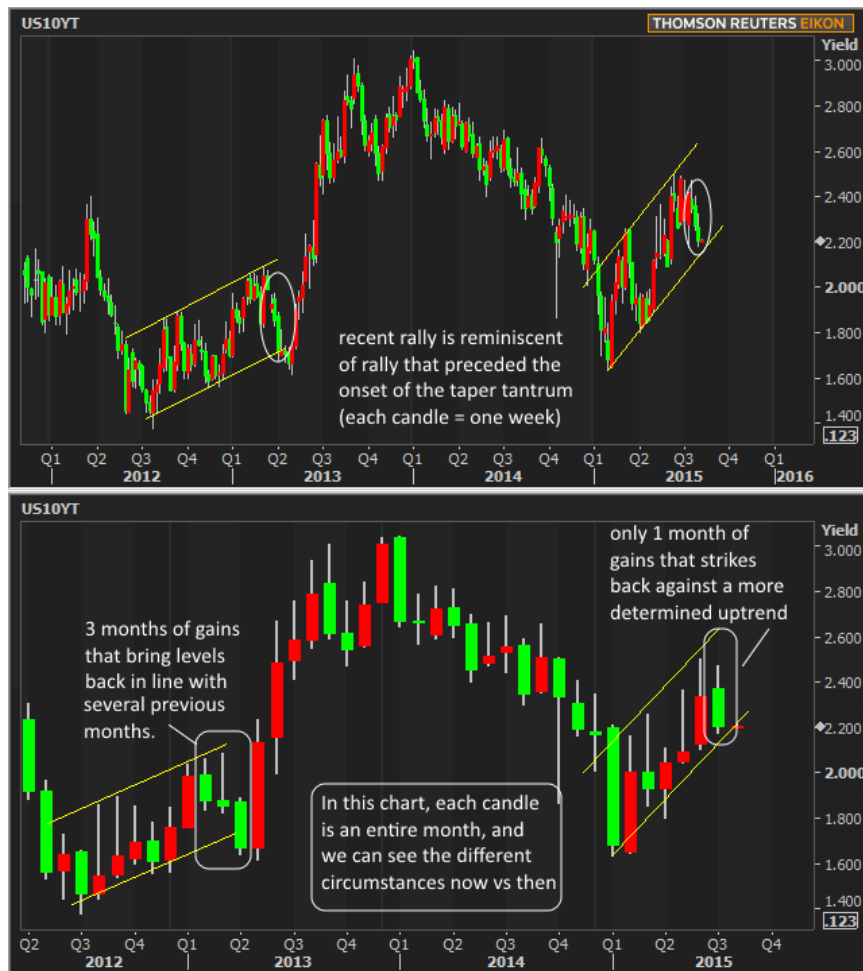 US10YT
THOMSON REUTERS EIKON
Yield
3.000
2.800
2.600
2.400
2.200
2.000
1.800
1.600
1.400
.123
recent rally is reminiscent
of rally that preceded the
onset of the taper tantrum
(each candle = one week)
Q1 Q2 Q3 Q4 Q1 Q2 Q3 Q4 Q1 Q2 Q3 Q4 Q1 Q2 Q3 Q4 Q1
2012 2013 2014 2015 2016
US10YT
Yield
3.000
2.800
2.600
2.400
2.200
2.000
1.800
1.600
1.400
.123
only 1 month of
gains that strikes
back against a more
determined uptrend
3 months of gains
that bring levels
back in line with
several previous
months.
In this chart, each candle
is an entire month, and
we can see the different
circumstances now vs then
Q2 Q3 Q4 Q1 Q2 Q3 Q4 Q1 Q2 Q3 Q4 Q1 Q2 Q3 Q4
2012 2013 2014 2015